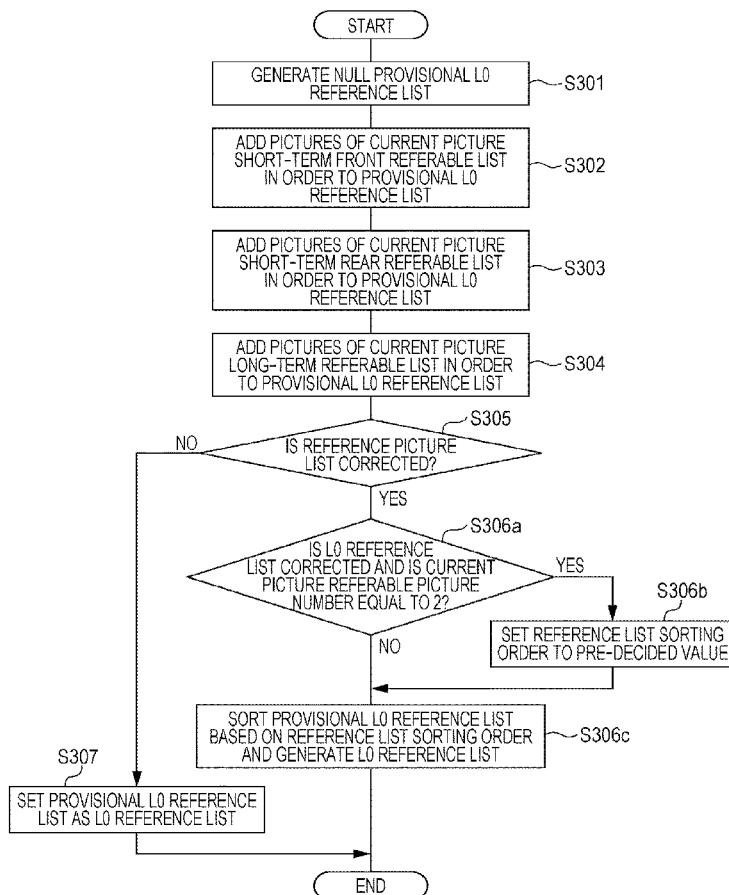 START
GENERATE NULL PROVISIONAL L0
REFERENCE LIST
S301
ADD PICTURES OF CURRENT PICTURE
SHORT-TERM FRONT REFERABLE LIST
IN ORDER TO PROVISIONAL L0
REFERENCE LIST
S302
ADD PICTURES OF CURRENT PICTURE
SHORT-TERM REAR REFERABLE LIST
IN ORDER TO PROVISIONAL L0
REFERENCE LIST
S303
ADD PICTURES OF CURRENT PICTURE
LONG-TERM REFERABLE LIST IN ORDER
TO PROVISIONAL L0 REFERENCE LIST
S304
S305
NO
IS REFERENCE PICTURE
LIST CORRECTED?
YES
S306a
IS L0 REFERENCE
LIST CORRECTED AND IS CURRENT
PICTURE REFERABLE PICTURE
NUMBER EQUAL TO 2?
YES
S306b
SET REFERENCE LIST SORTING
ORDER TO PRE-DECIDED VALUE
NO
SORT PROVISIONAL L0 REFERENCE LIST
BASED ON REFERENCE LIST SORTING ORDER
AND GENERATE L0 REFERENCE LIST
S306c
S307
SET PROVISIONAL L0 REFERENCE
LIST AS L0 REFERENCE LIST
END